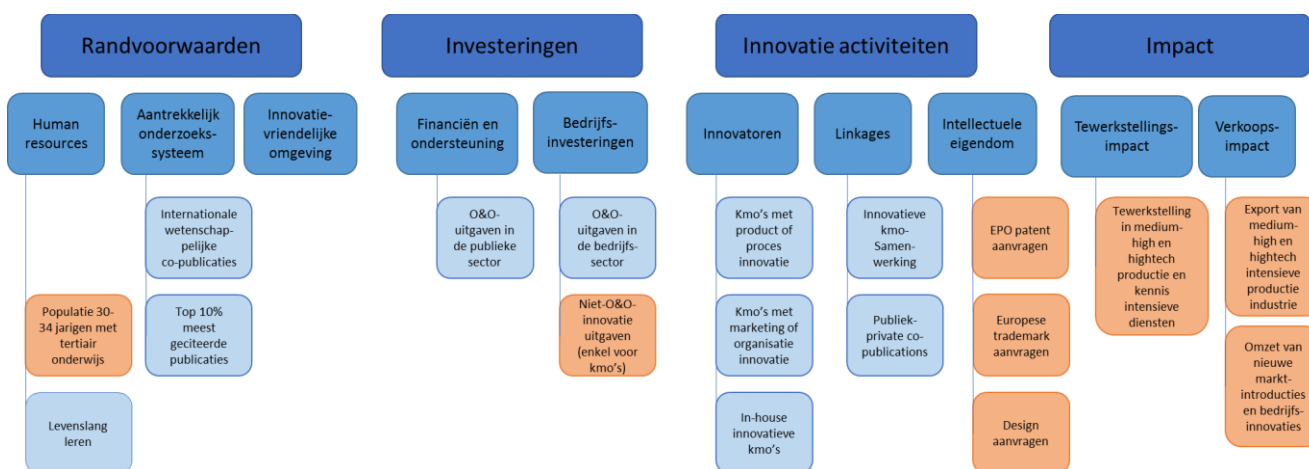 Randvoorwaarden
Investeringen
Innovatie activiteiten
Impact
Human
resources
Aantrekkelijk
onderzoeks-
systeem
Innovatie-
vriendelijke
omgeving
Financiën en
ondersteuning
Bedrijfs-
investeringen
Innovatoren
Linkages
Intellectuele
eigendom
Tewerkstellings-
impact
Verkoops-
impact
Internationale
wetenschap-
pelijke
co-publicaties
O&O-
uitgaven in
de publieke
sector
O&O-
uitgaven in
de bedrijfs-
sector
Kmo's met
product of
proces
innovatie
Innovatieve
kmo-
Samen-
werking
EPO patent
aanvragen
Tewerkstelling
in medium-
high en
hightech
productie en
kennis
intensieve
diensten
Export van
medium-
high en
hightech
intensieve
productie
industrie
Populatie 30-
34 jarigen met
tertiair
onderwijs
Top 10%
meest
geciteerde
publicaties
Niet-O&O-
innovatie
uitgaven
(enkel voor
kmo's)
Kmo's met
marketing of
organisatie
innovatie
Publiek-
private co-
publications
Europese
trademark
aanvragen
Omzet van
nieuwe
markt-
introducties
en bedrijfs-
innovaties
Levenslang
leren
In-house
innovatieve
kmo's
Design
aanvragen